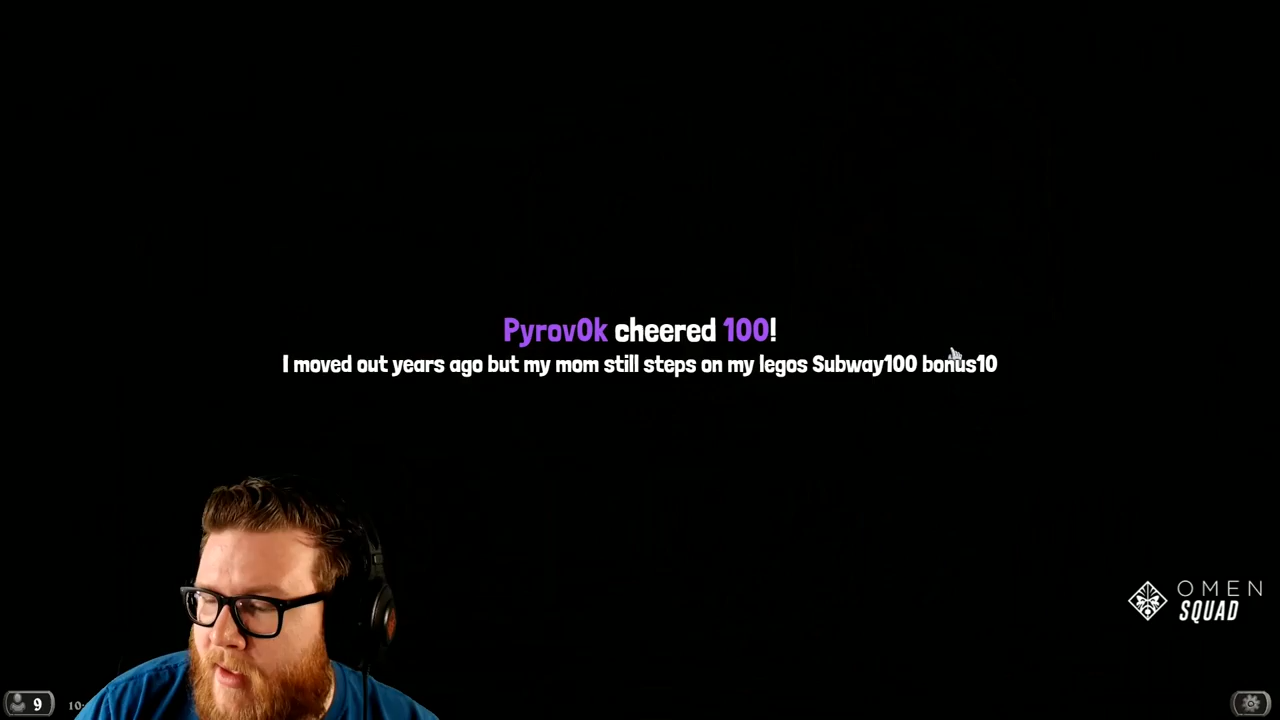 Pyrov0k cheered 100!
I moved out years ago but my mom still steps on my legos Subway100 bonus10
OMEN
SQUAD
9
10: